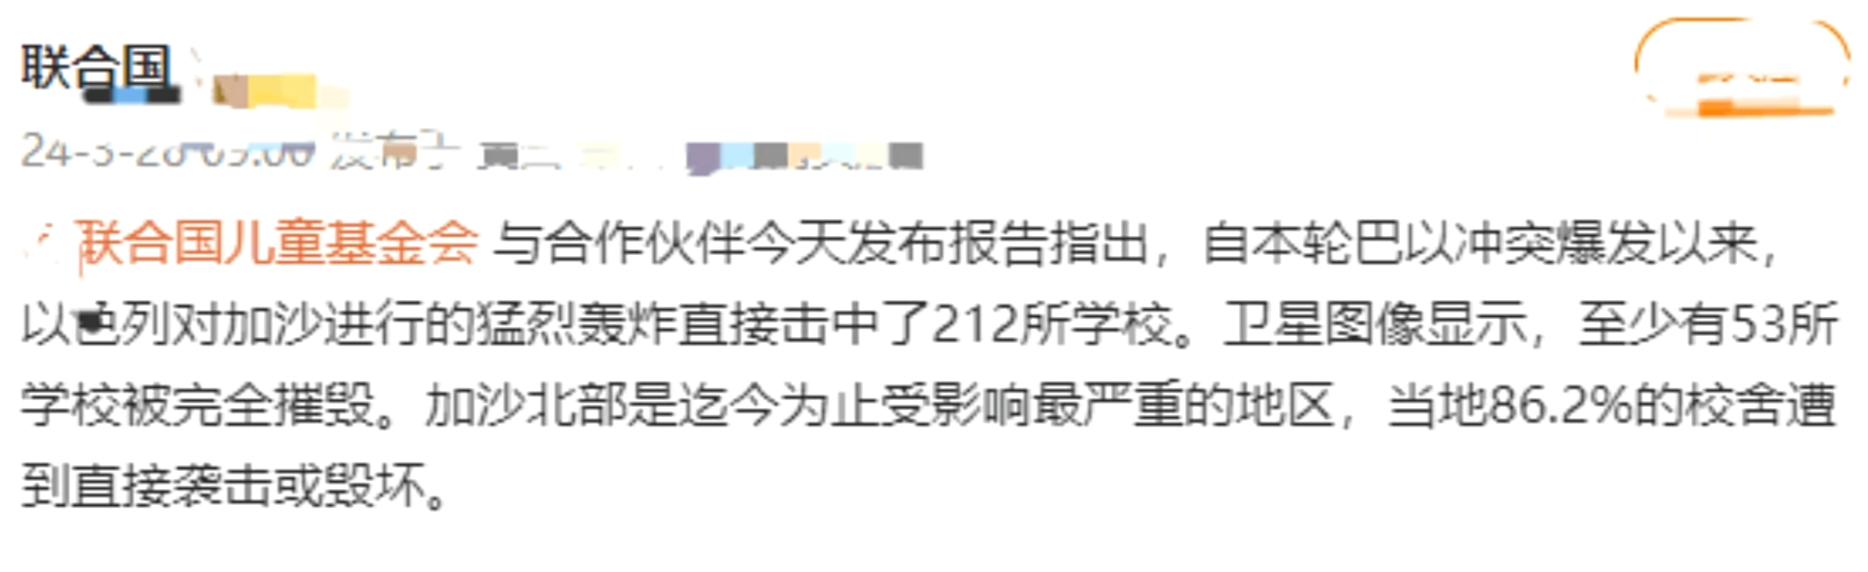 联合国
发布于
联合国儿童基金会 与合作伙伴今天发布报告指出，自本轮巴以冲突爆发以来，
以色列对加沙进行的猛烈轰炸直接击中了212所学校。卫星图像显示，至少有53所
学校被完全摧毁。加沙北部是迄今为止受影响最严重的地区，当地86.2%的校舍遭
到直接袭击或毁坏。